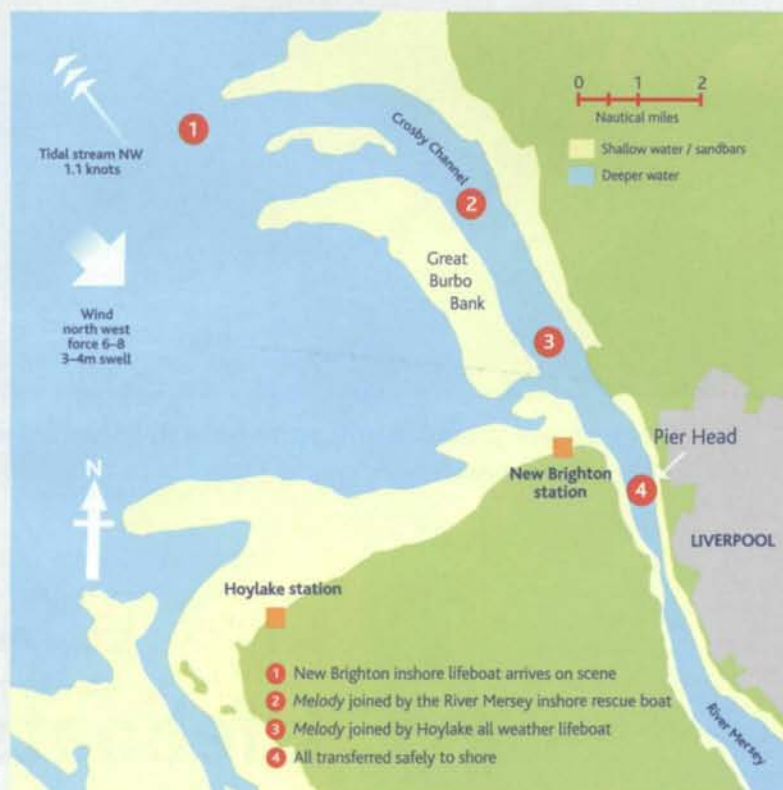 0 1 2
Nautical miles
Shallow water / sandbars
Deeper water
1
Tidal stream NW
1.1 knots
Crosby Channel
2
Great
Burbo
Bank
Wind
north west
force 6–8
3–4m swell
3
Pier Head
N
New Brighton
station
4
LIVERPOOL
Hoylake station
1 New Brighton inshore lifeboat arrives on scene
2 Melody joined by the River Mersey inshore rescue boat
3 Melody joined by Hoylake all weather lifeboat
4 All transferred safely to shore
River Mersey